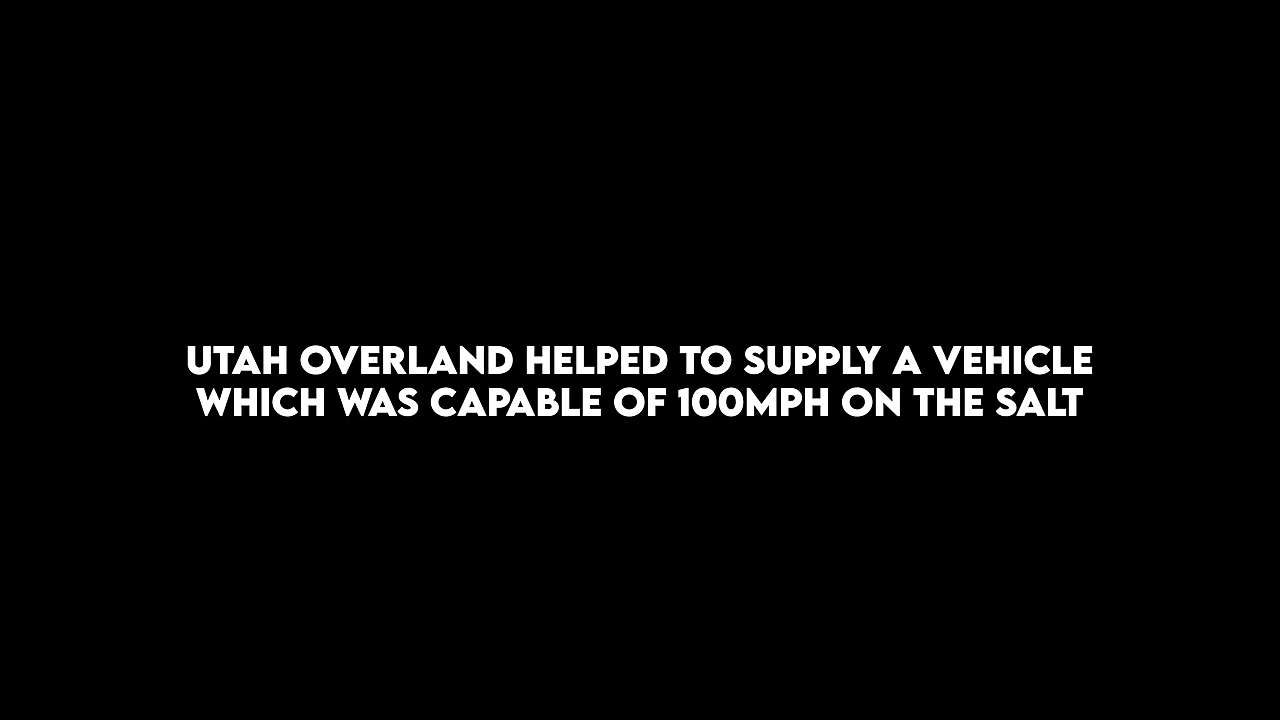 UTAH OVERLAND HELPED TO SUPPLY A VEHICLE
WHICH WAS CAPABLE OF 100MPH ON THE SALT